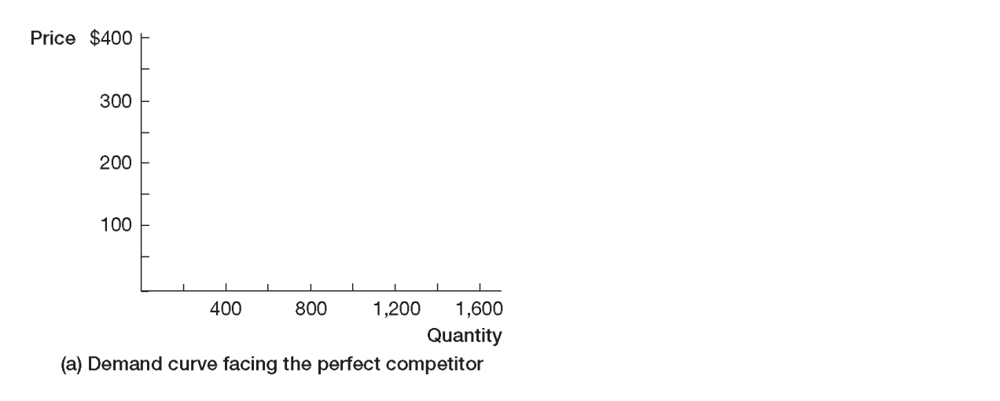 Price $400
300
200
100
400 800 1,200 1,600
Quantity
(a) Demand curve facing the perfect competitor